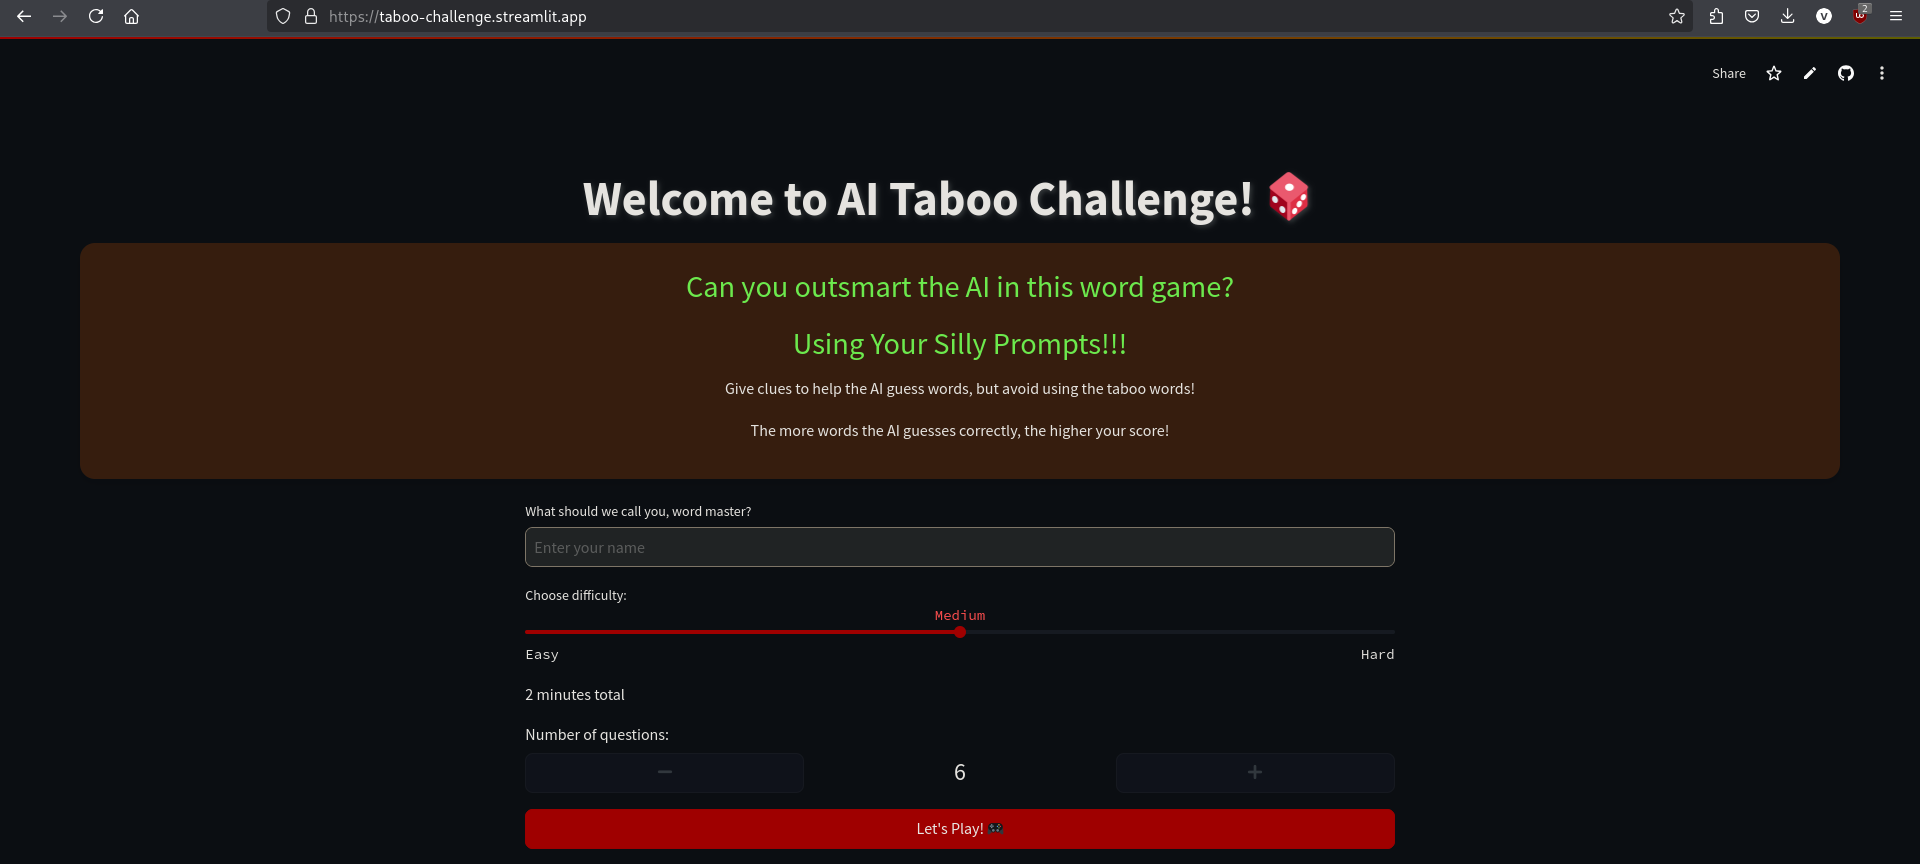 https://taboo-challenge.streamlit.app
V
2
Share
Welcome to AI Taboo Challenge! 🎲
Can you outsmart the AI in this word game?
Using Your Silly Prompts!!!
Give clues to help the AI guess words, but avoid using the taboo words!
The more words the AI guesses correctly, the higher your score!
What should we call you, word master?
Enter your name
Choose difficulty:
Medium
Easy Hard
2 minutes total
Number of questions:
− 6 +
Let's Play! 🎮